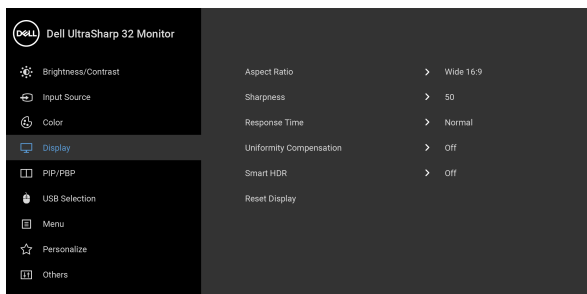 DELL Dell UltraSharp 32 Monitor
Brightness/Contrast
Input Source
Color
Display
PIP/PBP
USB Selection
Menu
Personalize
Others
Aspect Ratio > Wide 16:9
Sharpness > 50
Response Time > Normal
Uniformity Compensation > Off
Smart HDR > Off
Reset Display